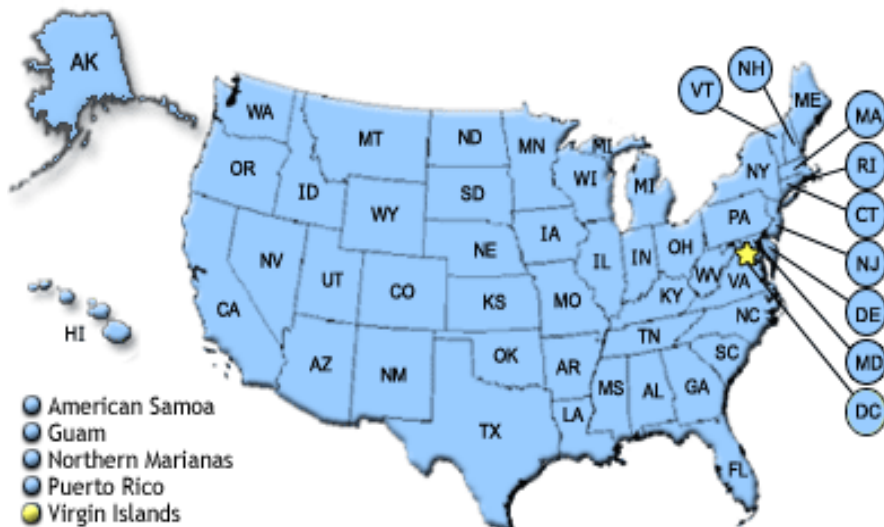 AK
VT
NH
ME
MA
RI
CT
NJ
DE
MD
DC
WA
MT
ND
MN
MI
OR
ID
SD
WI
MI
NY
WY
IA
PA
NE
NV
UT
CO
IL
IN
OH
WV
VA
CA
KS
MO
KY
NC
HI
TN
AZ
NM
OK
AR
SC
MS
AL
GA
TX
LA
FL
American Samoa
Guam
Northern Marianas
Puerto Rico
Virgin Islands